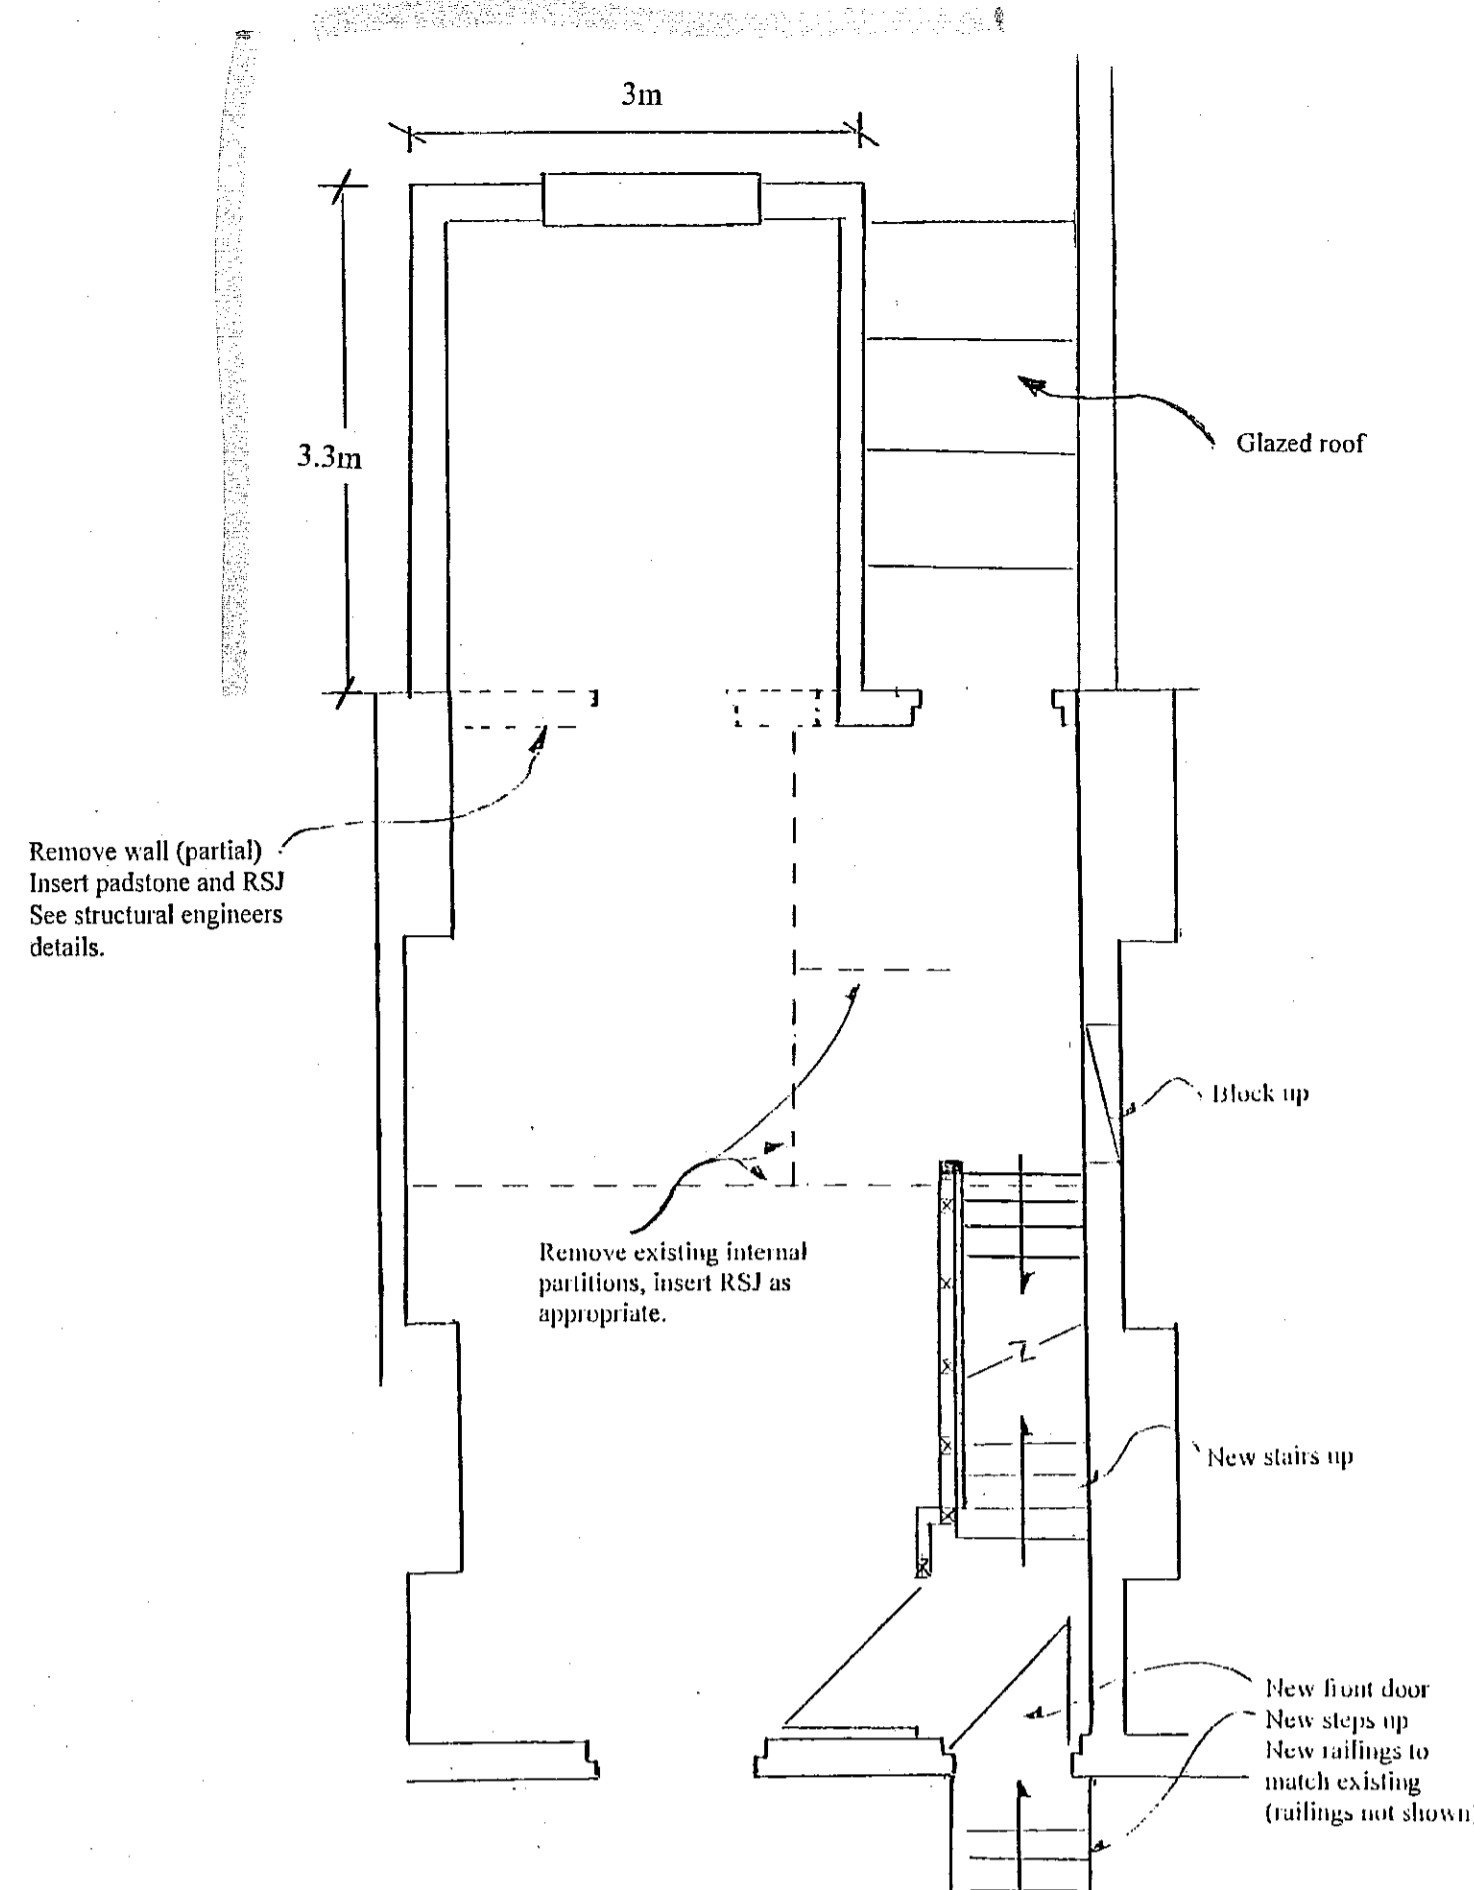 3m
3.3m
Glazed roof
Remove wall (partial)
Insert padstone and RSJ
See structural engineers
details.
Block up
Remove existing internal
partitions, insert RSJ as
appropriate.
New stairs up
New front door
New steps up
New railings to
match existing
(railings not shown)